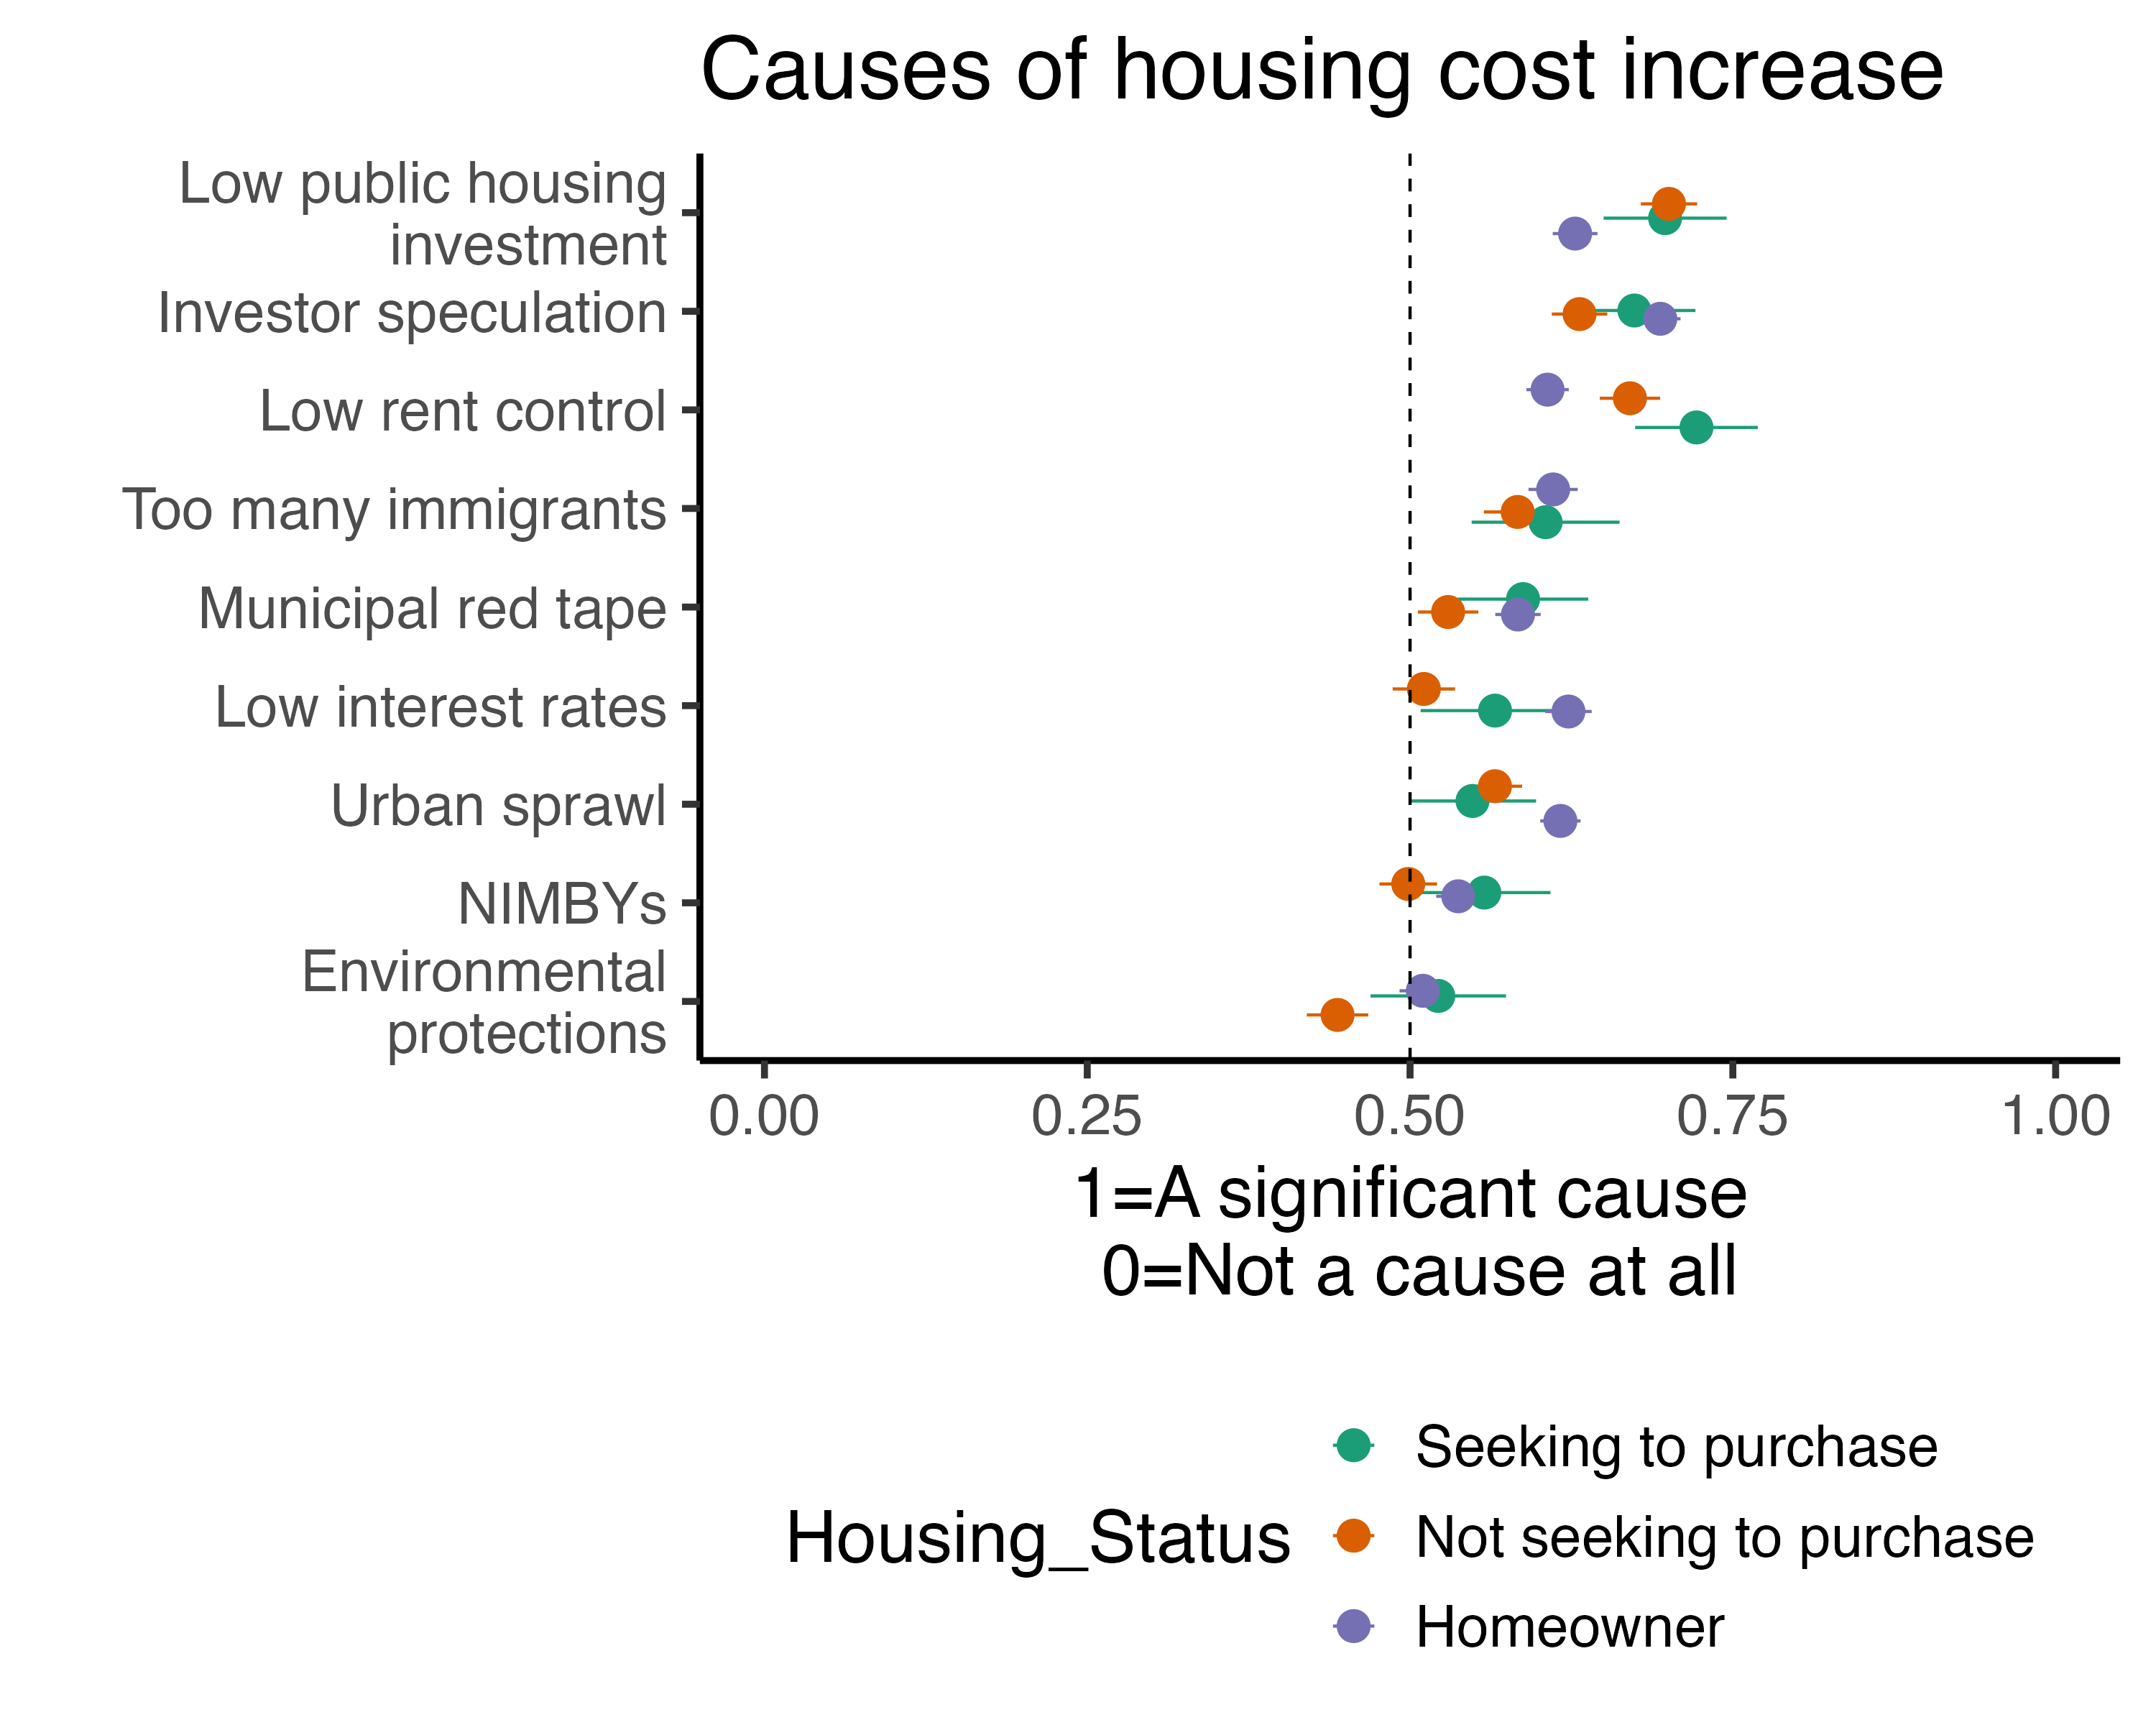 Causes of housing cost increase
Low public housing
investment
Investor speculation
Low rent control
Too many immigrants
Municipal red tape
Low interest rates
Urban sprawl
NIMBYs
Environmental
protections
0.00 0.25 0.50 0.75 1.00
1=A significant cause
0=Not a cause at all
Housing_Status
Seeking to purchase
Not seeking to purchase
Homeowner